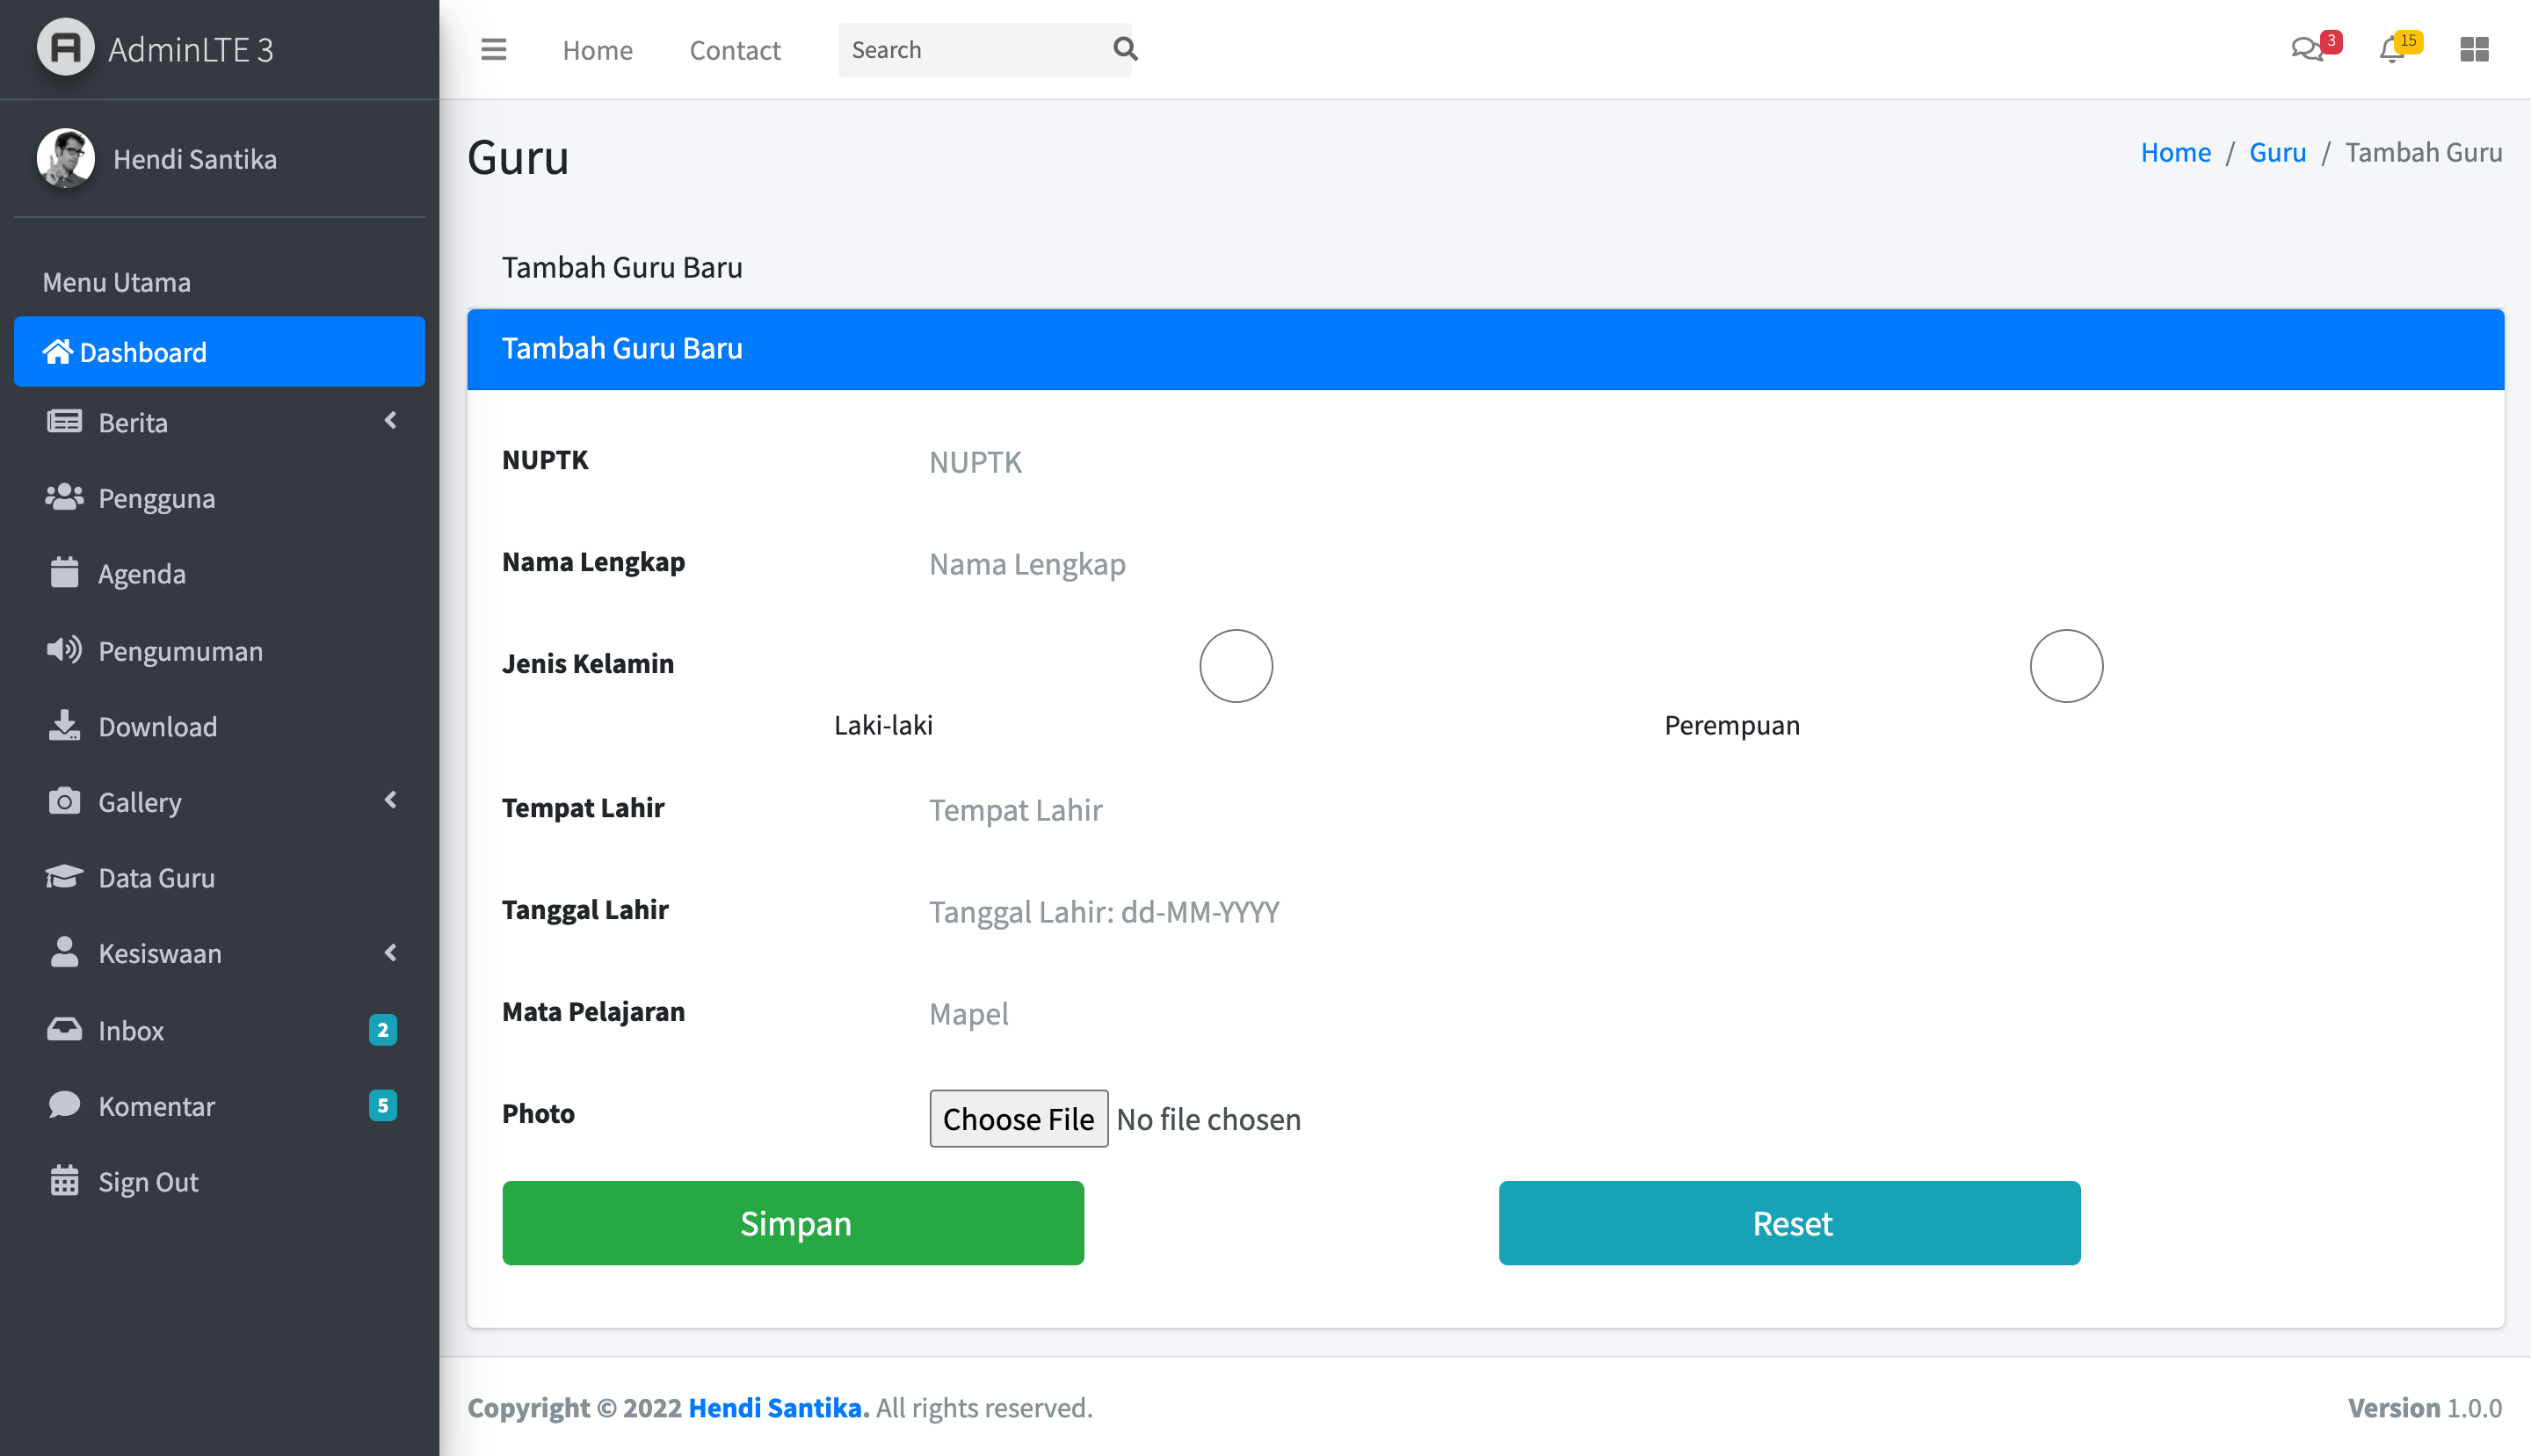 AdminLTE 3
Hendi Santika
Menu Utama
Dashboard
Berita
Pengguna
Agenda
Pengumuman
Download
Gallery
Data Guru
Kesiswaan
Inbox 2
Komentar 5
Sign Out
Home Contact Search 3 15
Guru
Home / Guru / Tambah Guru
Tambah Guru Baru
Tambah Guru Baru
NUPTK NUPTK
Nama Lengkap Nama Lengkap
Jenis Kelamin
Laki-laki Perempuan
Tempat Lahir Tempat Lahir
Tanggal Lahir Tanggal Lahir: dd-MM-YYYY
Mata Pelajaran Mapel
Photo Choose File No file chosen
Simpan Reset
Copyright © 2022 Hendi Santika. All rights reserved. Version 1.0.0